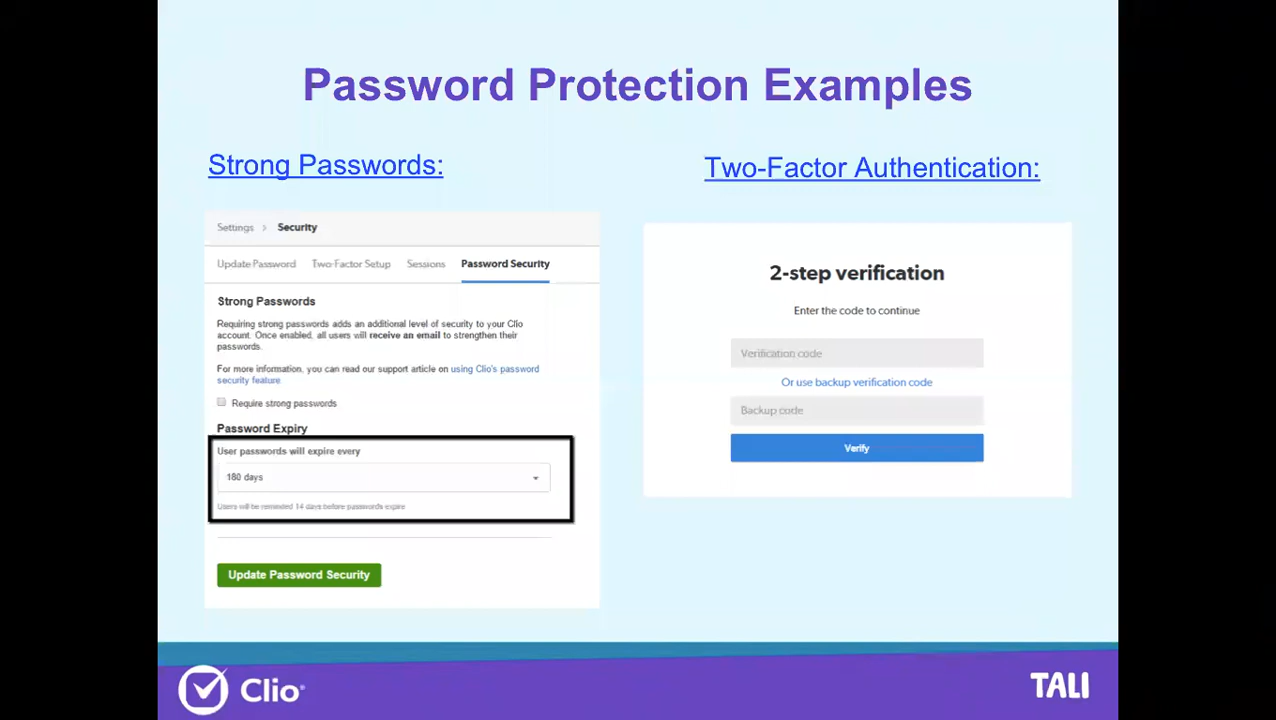 Password Protection Examples
Strong Passwords:
Two-Factor Authentication:
Settings > Security
Update Password Two-Factor Setup Sessions Password Security
Strong Passwords
Requiring strong passwords adds an additional level of security to your Clio
account. Once enabled, all users will receive an email to strengthen their
passwords.
For more information, you can read our support article on using Clio's password
security feature
Require strong passwords
Password Expiry
User passwords will expire every
180 days
Users will be reminded 14 days before passwords expire
Update Password Security
2-step verification
Enter the code to continue
Verification code
Or use backup verification code
Backup code
Verify
Clio®
TALI